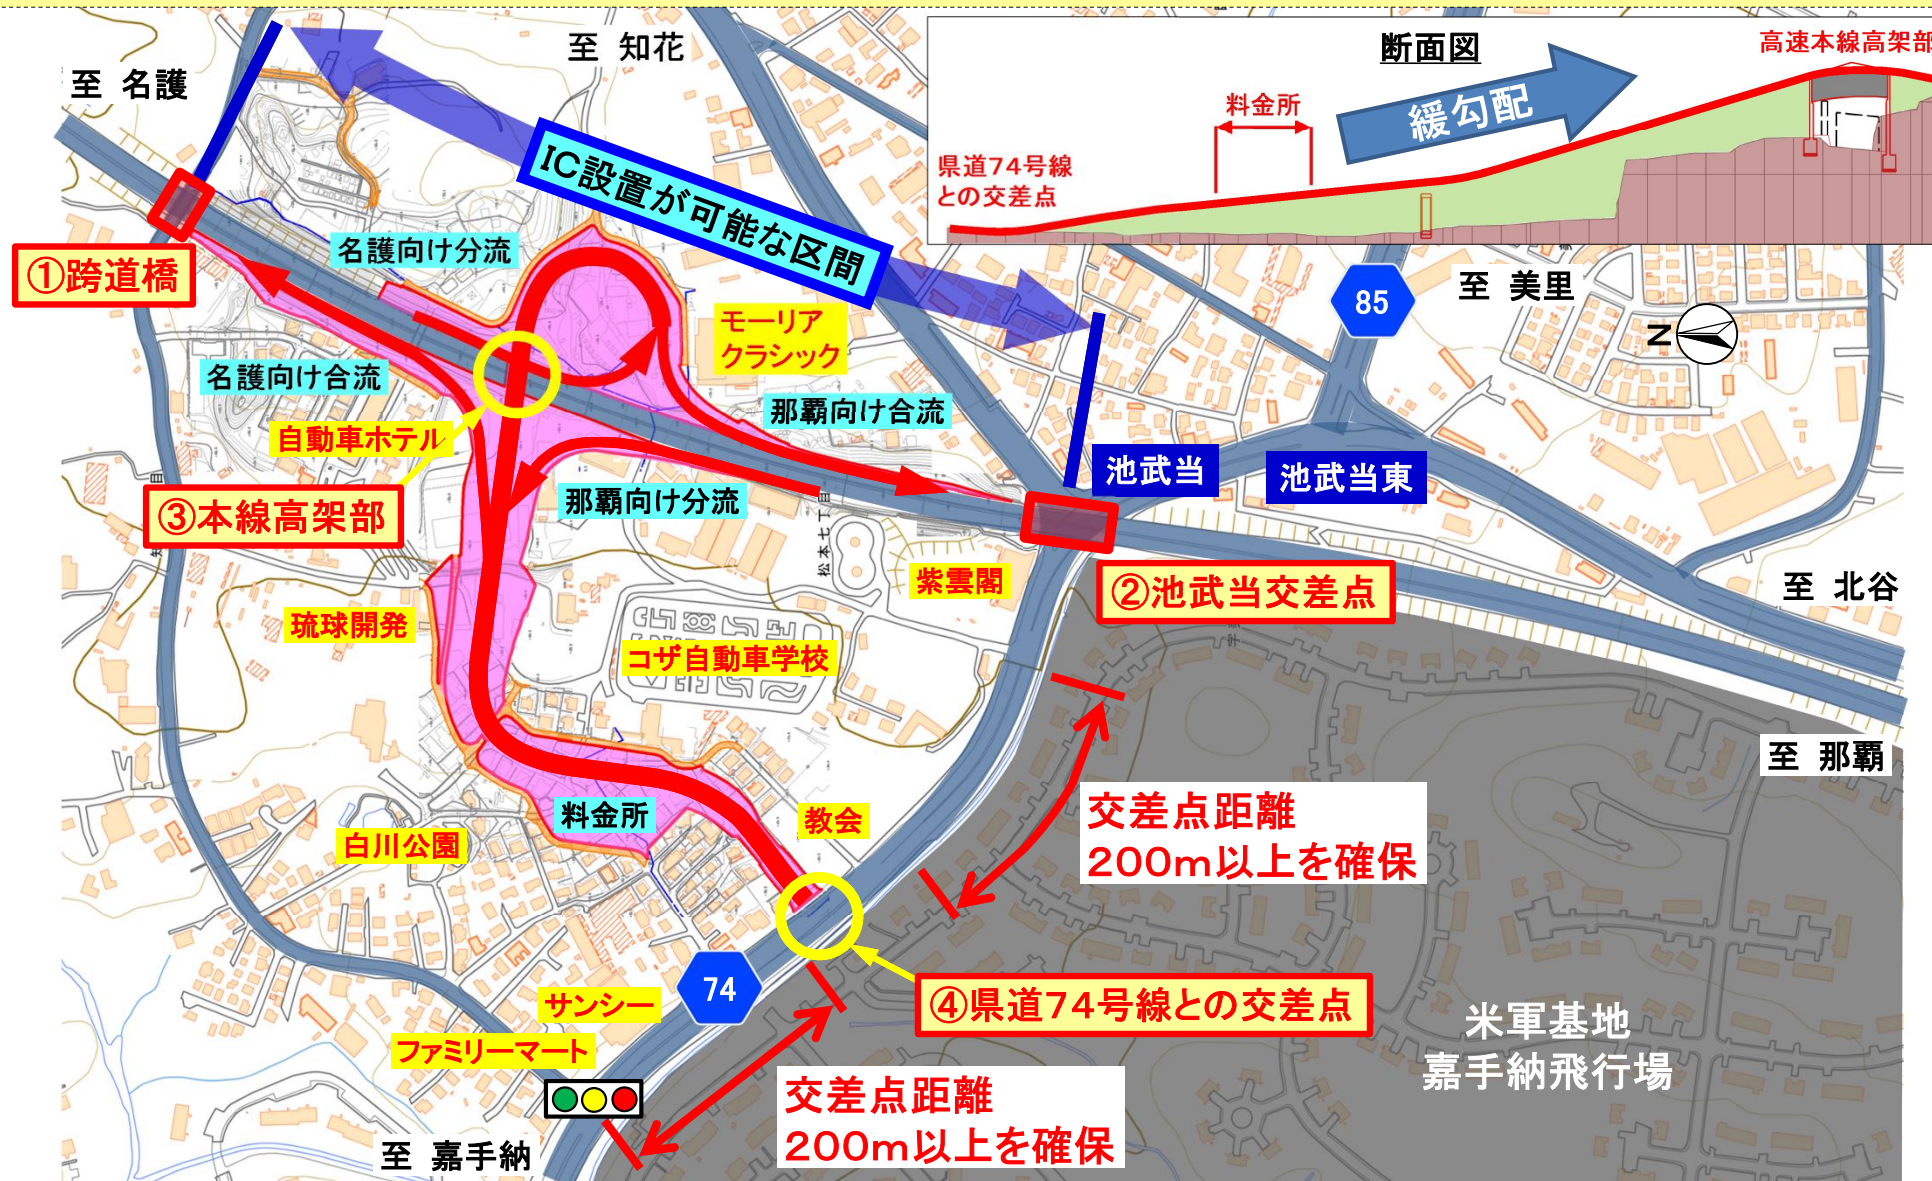 至 名護
至 知花
断面図
高速本線高架部
料金所
緩勾配
県道74号線
との交差点
IC設置が可能な区間
名護向け分流
①跨道橋
85
至 美里
N
モーリア
クラシック
名護向け合流
那覇向け合流
自動車ホテル
池武当
池武当東
那覇向け分流
③本線高架部
松本七丁目
紫雲閣
②池武当交差点
至 北谷
琉球開発
コザ自動車学校
至 那覇
交差点距離
200m以上を確保
料金所
教会
白川公園
74
④県道74号線との交差点
サンシー
ファミリーマート
米軍基地
嘉手納飛行場
交差点距離
200m以上を確保
至 嘉手納